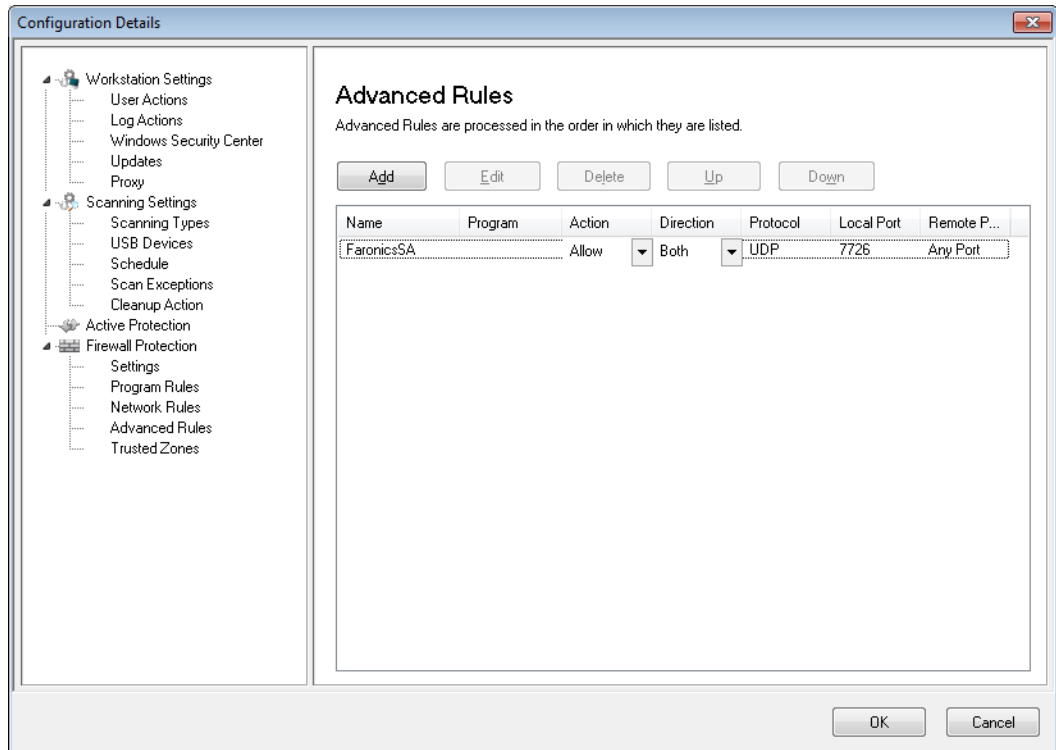 Configuration Details
Workstation Settings
User Actions
Log Actions
Windows Security Center
Updates
Proxy
Scanning Settings
Scanning Types
USB Devices
Schedule
Scan Exceptions
Cleanup Action
Active Protection
Firewall Protection
Settings
Program Rules
Network Rules
Advanced Rules
Trusted Zones
Advanced Rules
Advanced Rules are processed in the order in which they are listed.
Add Edit Delete Up Down
Name Program Action Direction Protocol Local Port Remote P...
FaronicsSA Allow Both UDP 7726 Any Port
OK Cancel